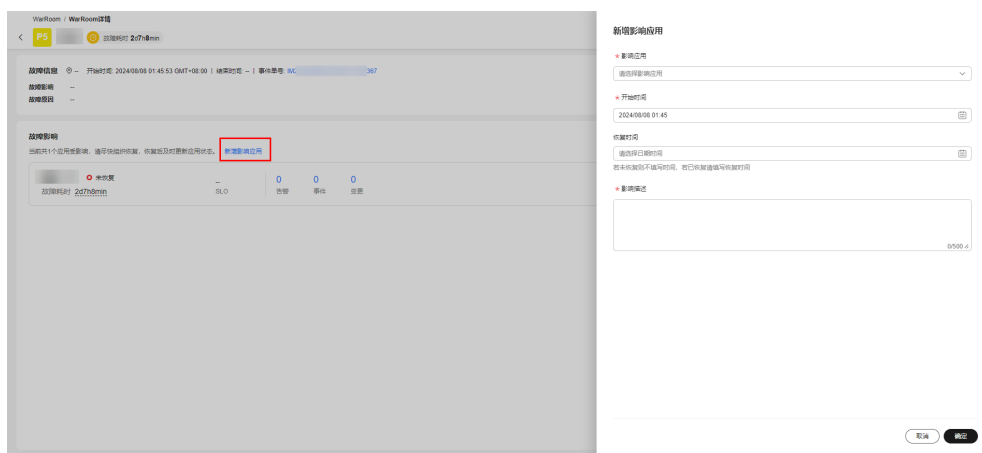 WarRoom / WarRoom详情
P5
故障耗时 2d7h8min
故障信息 -- 开始时间: 2024/08/08 01:45:53 GMT+08:00 | 结束时间: -- | 事件单号: 367
故障影响 --
故障原因 --
故障影响
当前共1个应用受影响，请尽快组织恢复，恢复后及时更新应用状态。 新增影响应用
未恢复
故障耗时 2d7h8min
-- SLO
0 告警
0 事件
0 变更
新增影响应用
* 影响应用
请选择影响应用
* 开始时间
2024/08/08 01:45
恢复时间
请选择日期时间
若未恢复则不填写时间，若已恢复请填写恢复时间
* 影响描述
0/500
取消 确定